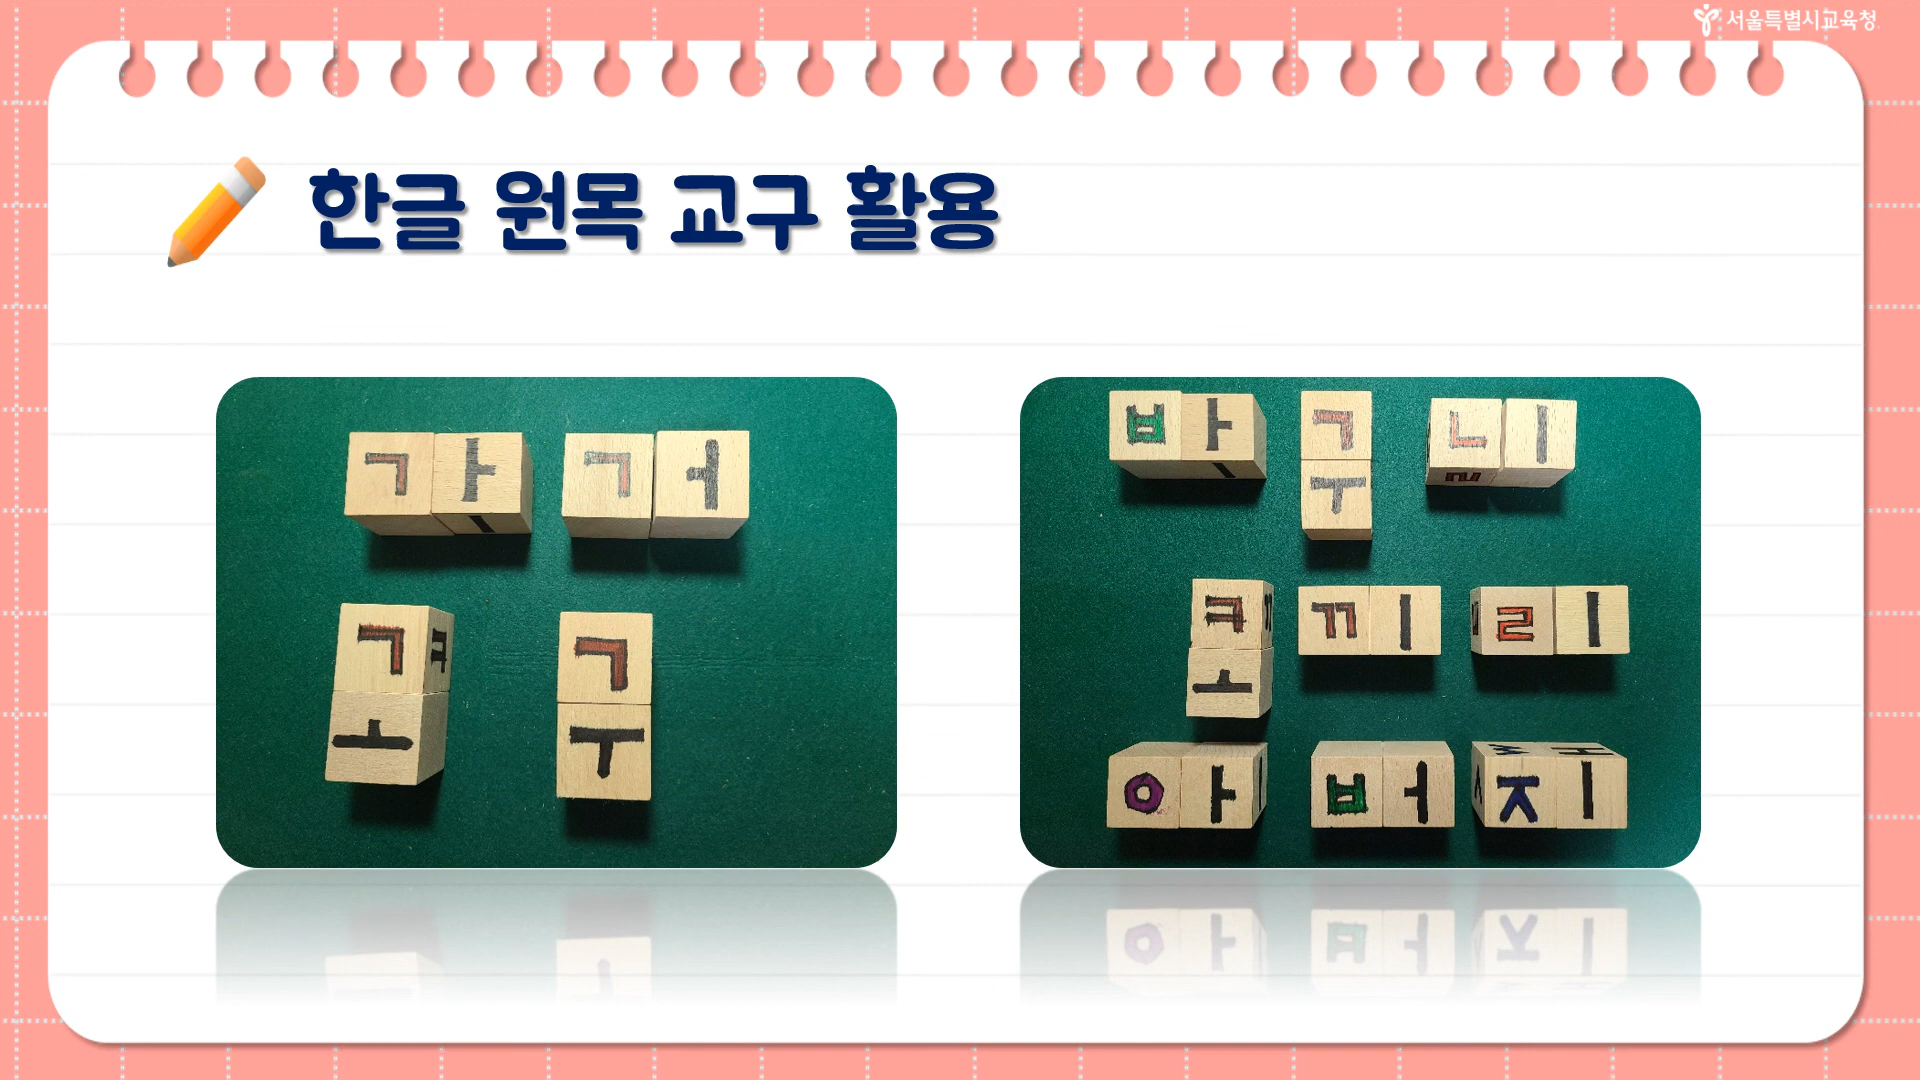 서울특별시교육청
한글 원목 교구 활용
가 거
고 구
바 구 니
코 끼 리
아 버 지